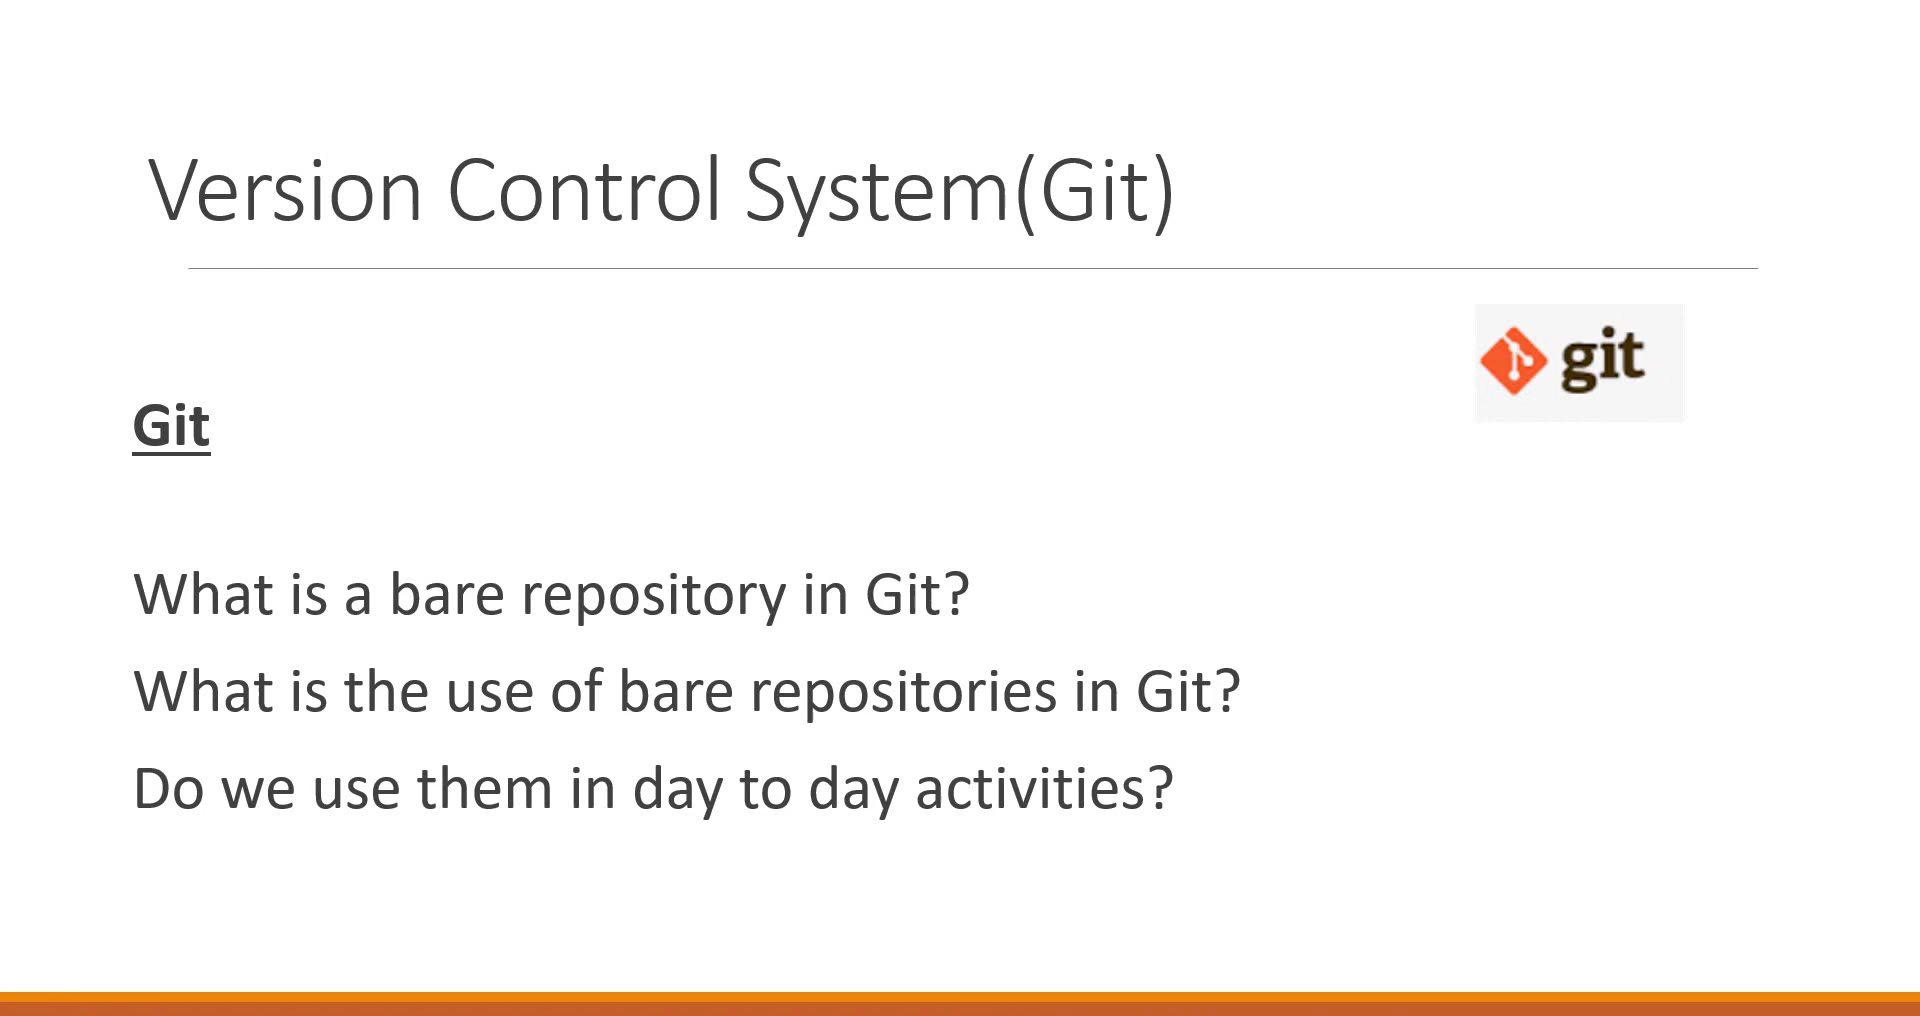 Version Control System(Git)
git
Git
What is a bare repository in Git?
What is the use of bare repositories in Git?
Do we use them in day to day activities?